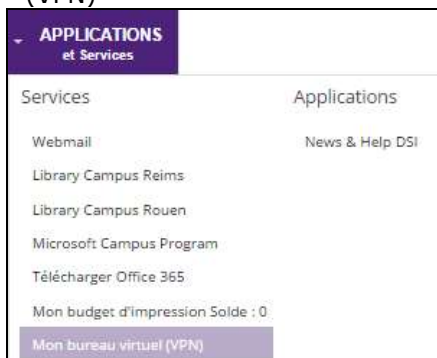 (VPN)
APPLICATIONS
et Services
Services
Applications
Webmail
News & Help DSI
Library Campus Reims
Library Campus Rouen
Microsoft Campus Program
Télécharger Office 365
Mon budget d'impression Solde : 0
Mon bureau virtuel (VPN)